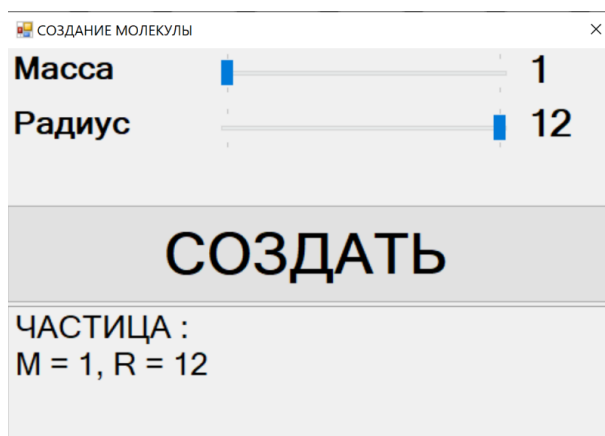 СОЗДАНИЕ МОЛЕКУЛЫ
Масса 1
Радиус 12
СОЗДАТЬ
ЧАСТИЦА :
M = 1, R = 12